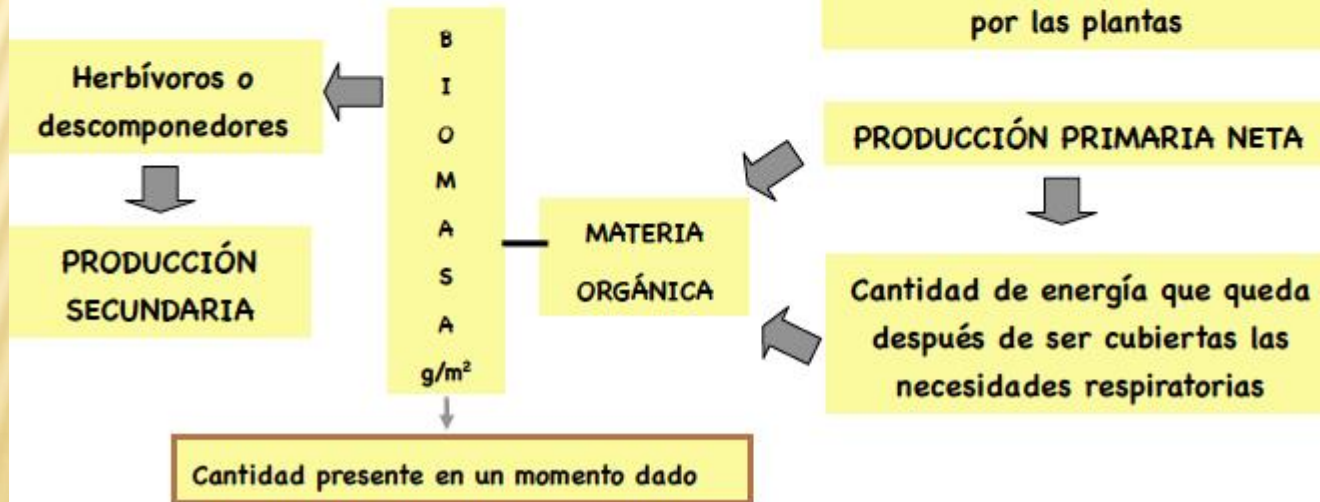 por las plantas
Herbívoros o
descomponedores
PRODUCCIÓN
SECUNDARIA
B
I
O
M
A
S
A
g/m²
MATERIA
ORGÁNICA
PRODUCCIÓN PRIMARIA NETA
Cantidad de energía que queda
después de ser cubiertas las
necesidades respiratorias
Cantidad presente en un momento dado